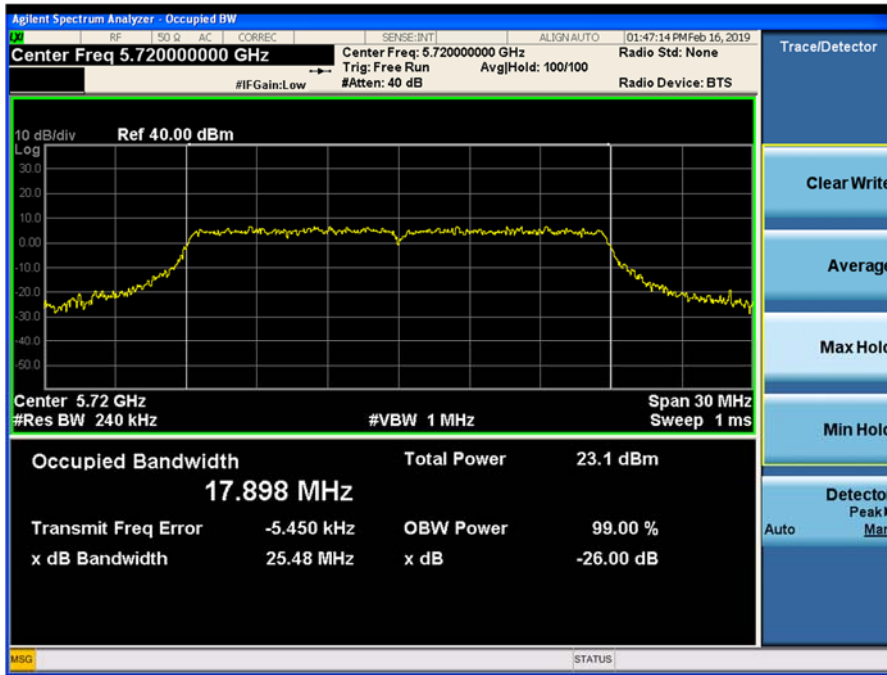 Agilent Spectrum Analyzer - Occupied BW
LXI RF 50 Ω AC CORREC SENSE:INT ALIGN AUTO 01:47:14 PM Feb 16, 2019
Center Freq 5.720000000 GHz Center Freq: 5.720000000 GHz Radio Std: None Trace/Detector
Trig: Free Run Avg|Hold: 100/100
#IFGain:Low #Atten: 40 dB Radio Device: BTS
10 dB/div Ref 40.00 dBm
Log
30.0
20.0
10.0
0.00
-10.0
-20.0
-30.0
-40.0
-50.0
Clear Write
Average
Max Hold
Min Hold
Center 5.72 GHz Span 30 MHz
#Res BW 240 kHz #VBW 1 MHz Sweep 1 ms
Occupied Bandwidth Total Power 23.1 dBm
17.898 MHz
Transmit Freq Error -5.450 kHz OBW Power 99.00 %
x dB Bandwidth 25.48 MHz x dB -26.00 dB
Detector
Peak
Auto Man
MSG STATUS